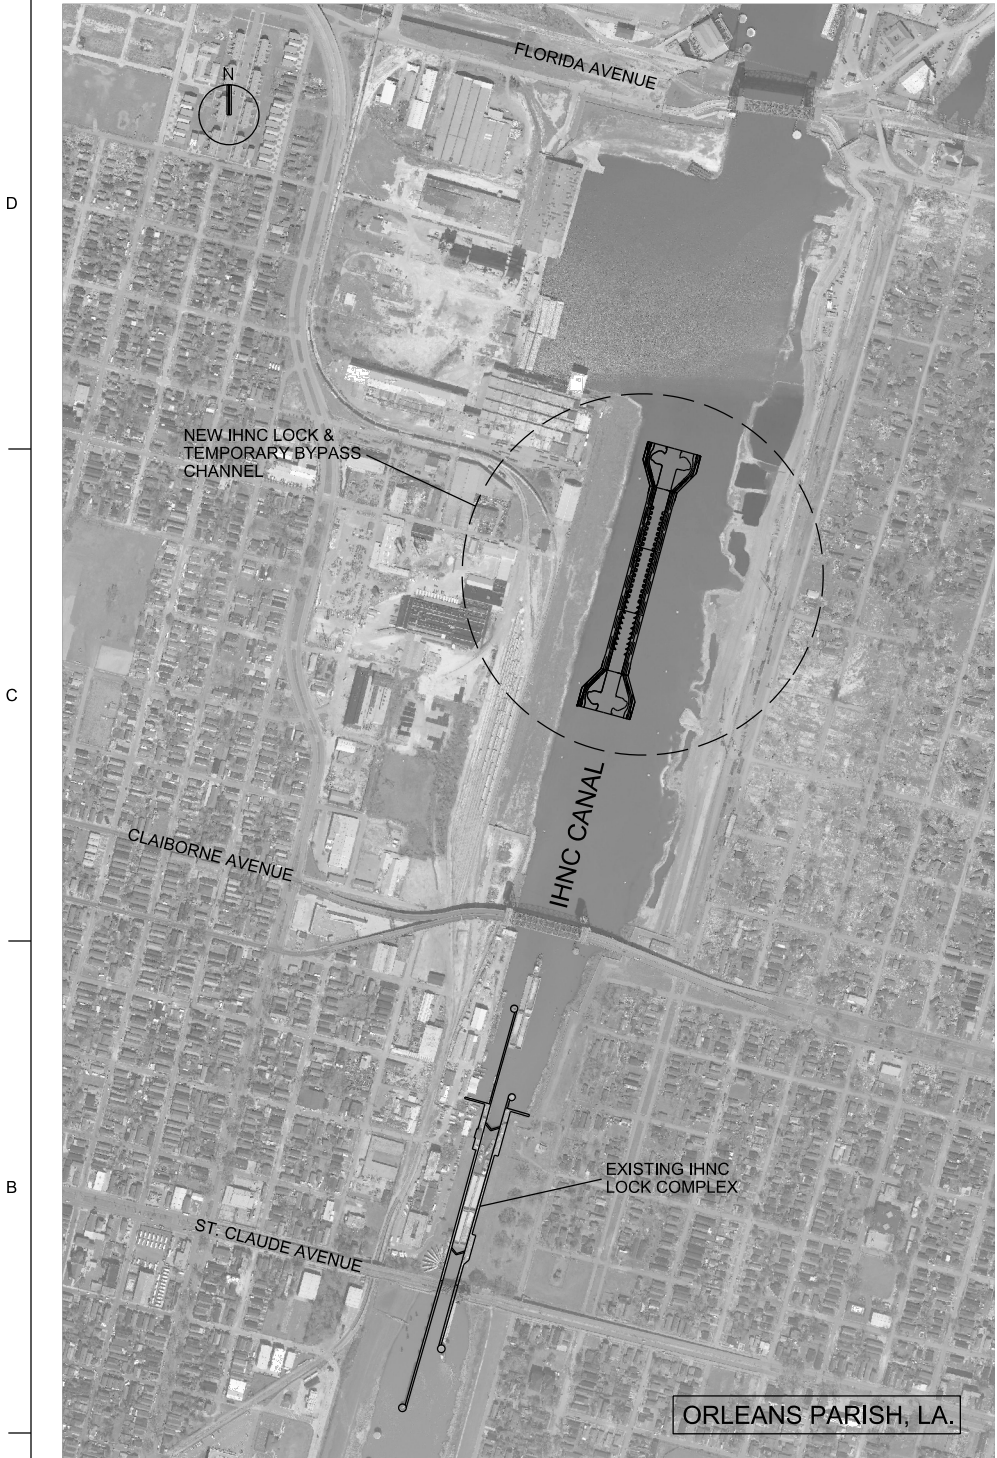 FLORIDA AVENUE
N
D
NEW IHNC LOCK &
TEMPORARY BYPASS
CHANNEL
C
IHNC CANAL
CLAIBORNE AVENUE
EXISTING IHNC
LOCK COMPLEX
B
ST. CLAUDE AVENUE
ORLEANS PARISH, LA.